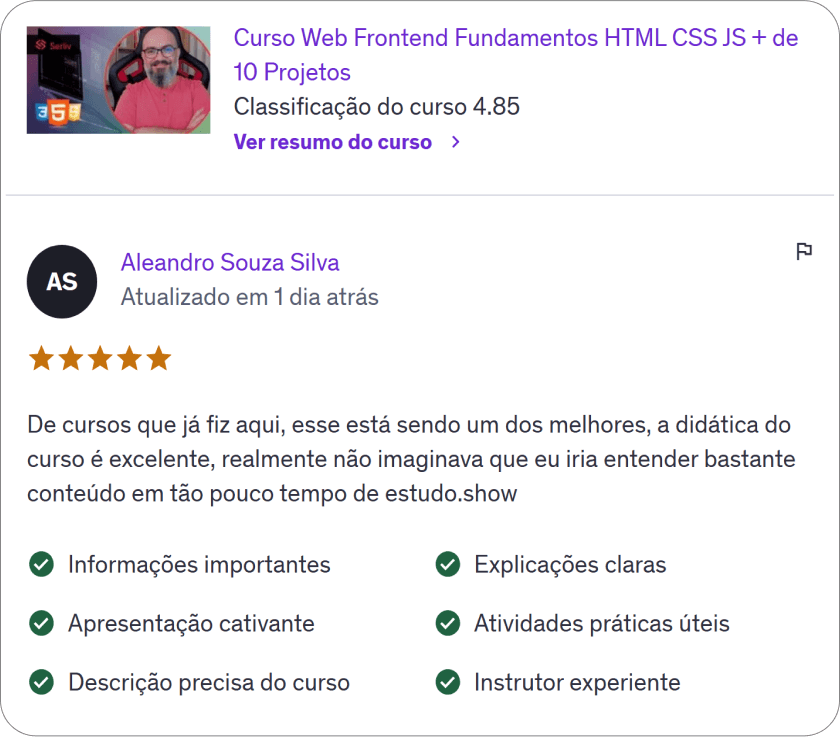 Curso Web Frontend Fundamentos HTML CSS JS + de
10 Projetos
Classificação do curso 4.85
Ver resumo do curso
AS
Aleandro Souza Silva
Atualizado em 1 dia atrás
De cursos que já fiz aqui, esse está sendo um dos melhores, a didática do
curso é excelente, realmente não imaginava que eu iria entender bastante
conteúdo em tão pouco tempo de estudo.show
Informações importantes
Explicações claras
Apresentação cativante
Atividades práticas úteis
Descrição precisa do curso
Instrutor experiente